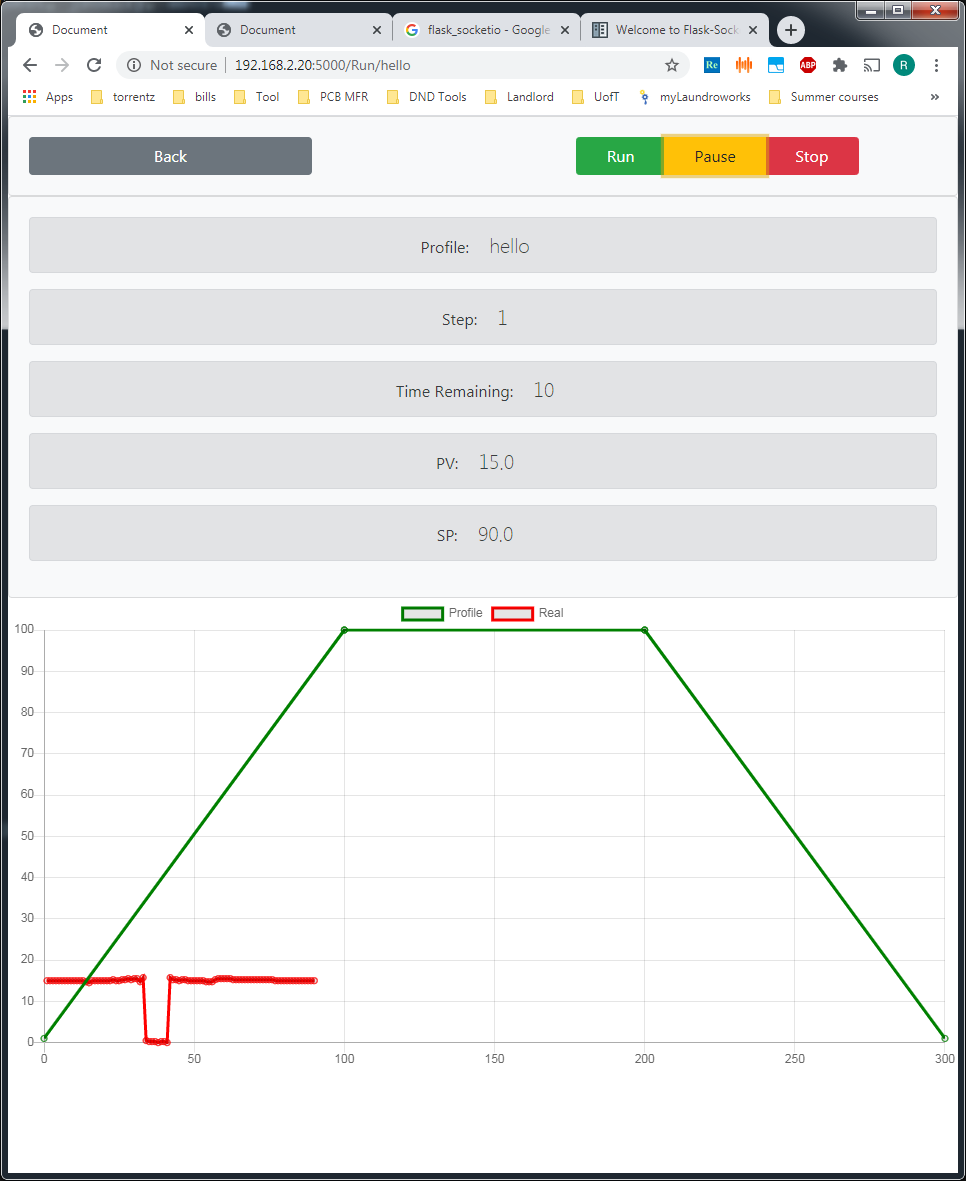 Document Document flask_socketio - Google Welcome to Flask-Sock
Not secure 192.168.2.20:5000/Run/hello Re ABP R
Apps torrentz bills Tool PCB MFR DND Tools Landlord UofT myLaundroworks Summer courses »
Back Run Pause Stop
Profile: hello
Step: 1
Time Remaining: 10
PV: 15.0
SP: 90.0
Profile Real
100
90
80
70
60
50
40
30
20
10
0
0 50 100 150 200 250 300